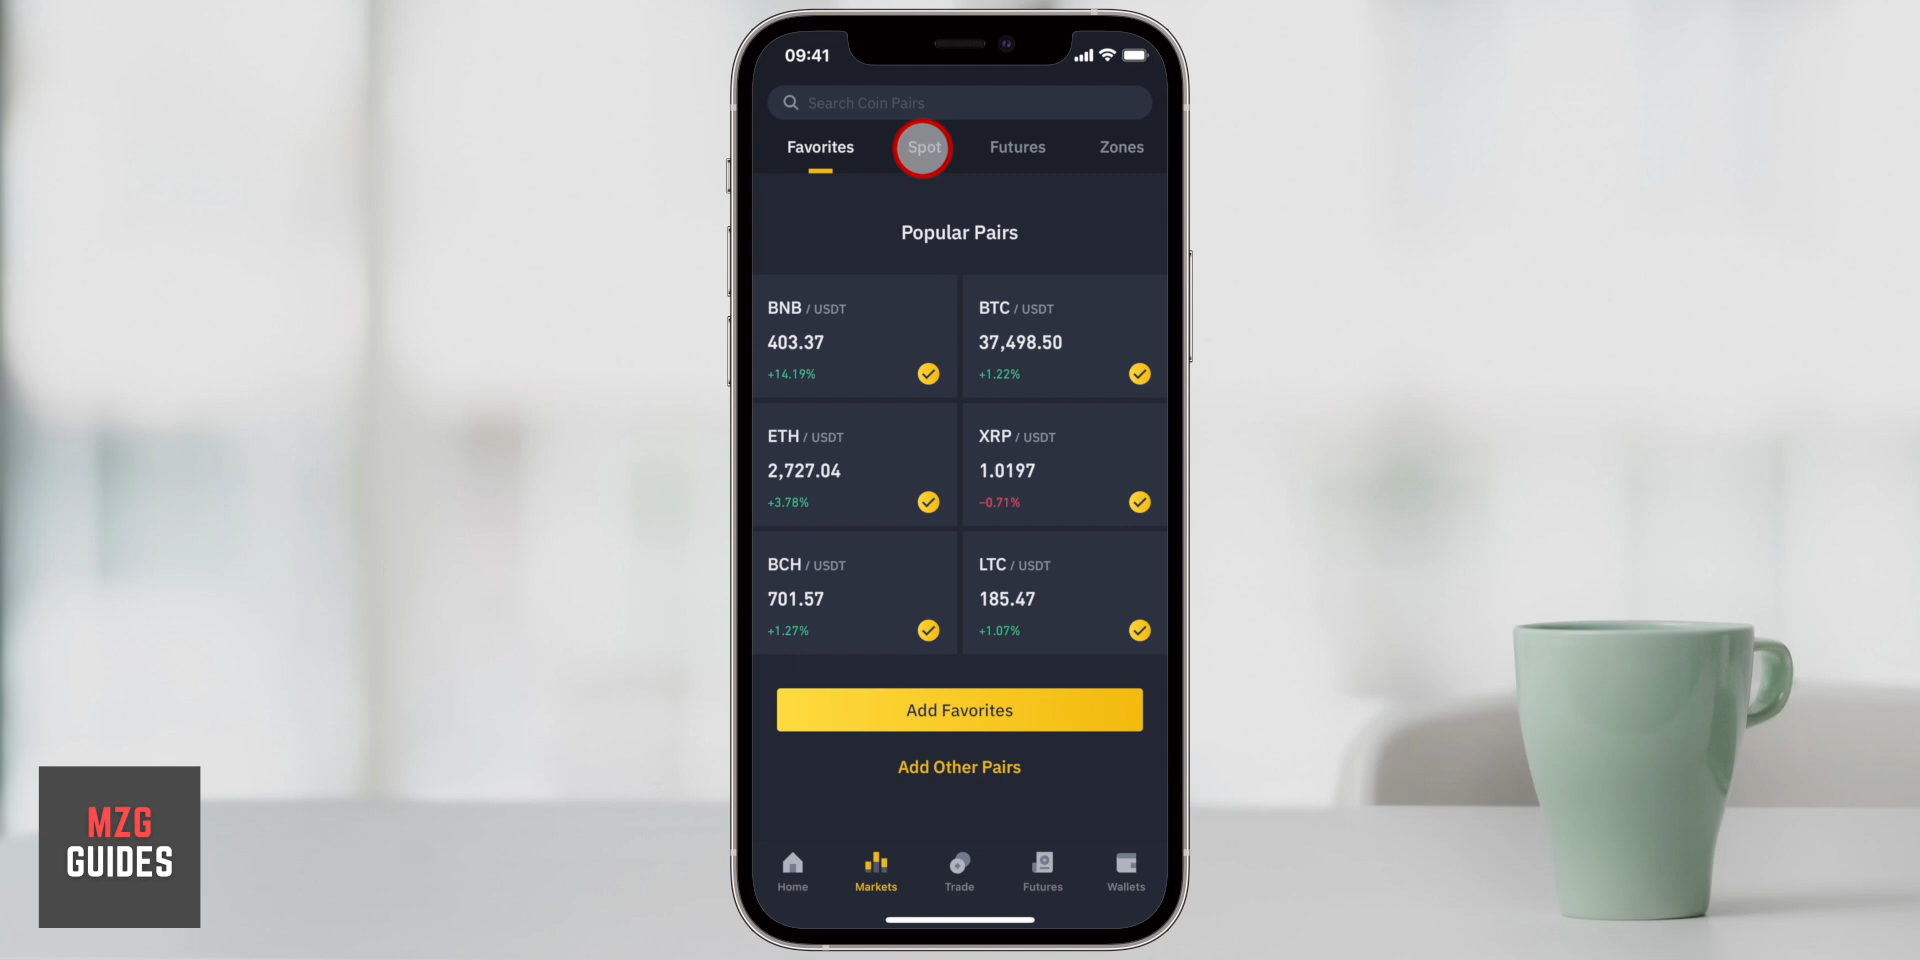 09:41
Search Coin Pairs
Favorites Spot Futures Zones
Popular Pairs
BNB / USDT
403.37
+14.19%
BTC / USDT
37,498.50
+1.22%
ETH / USDT
2,727.04
+3.78%
XRP / USDT
1.0197
-0.71%
BCH / USDT
701.57
+1.27%
LTC / USDT
185.47
+1.07%
Add Favorites
Add Other Pairs
Home Markets Trade Futures Wallets
MZG
GUIDES